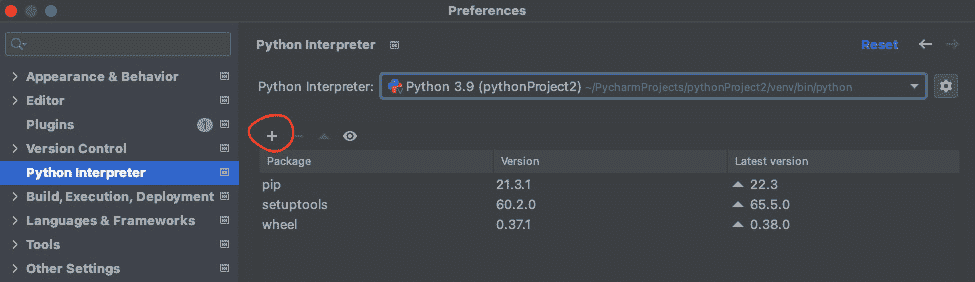 Preferences
Python Interpreter Reset
Python Interpreter: Python 3.9 (pythonProject2) ~/PycharmProjects/pythonProject2/venv/bin/python
Appearance & Behavior
Editor
Plugins
Version Control
Python Interpreter
Build, Execution, Deployment
Languages & Frameworks
Tools
Other Settings
Package Version Latest version
pip 21.3.1 22.3
setuptools 60.2.0 65.5.0
wheel 0.37.1 0.38.0